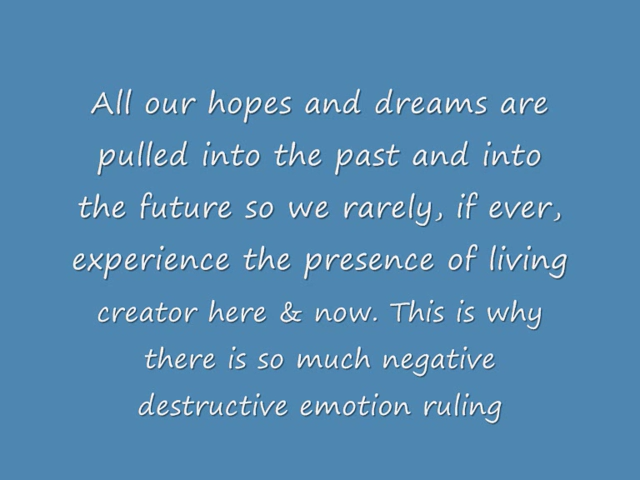 All our hopes and dreams are
pulled into the past and into
the future so we rarely, if ever,
experience the presence of living
creator here & now. This is why
there is so much negative
destructive emotion ruling